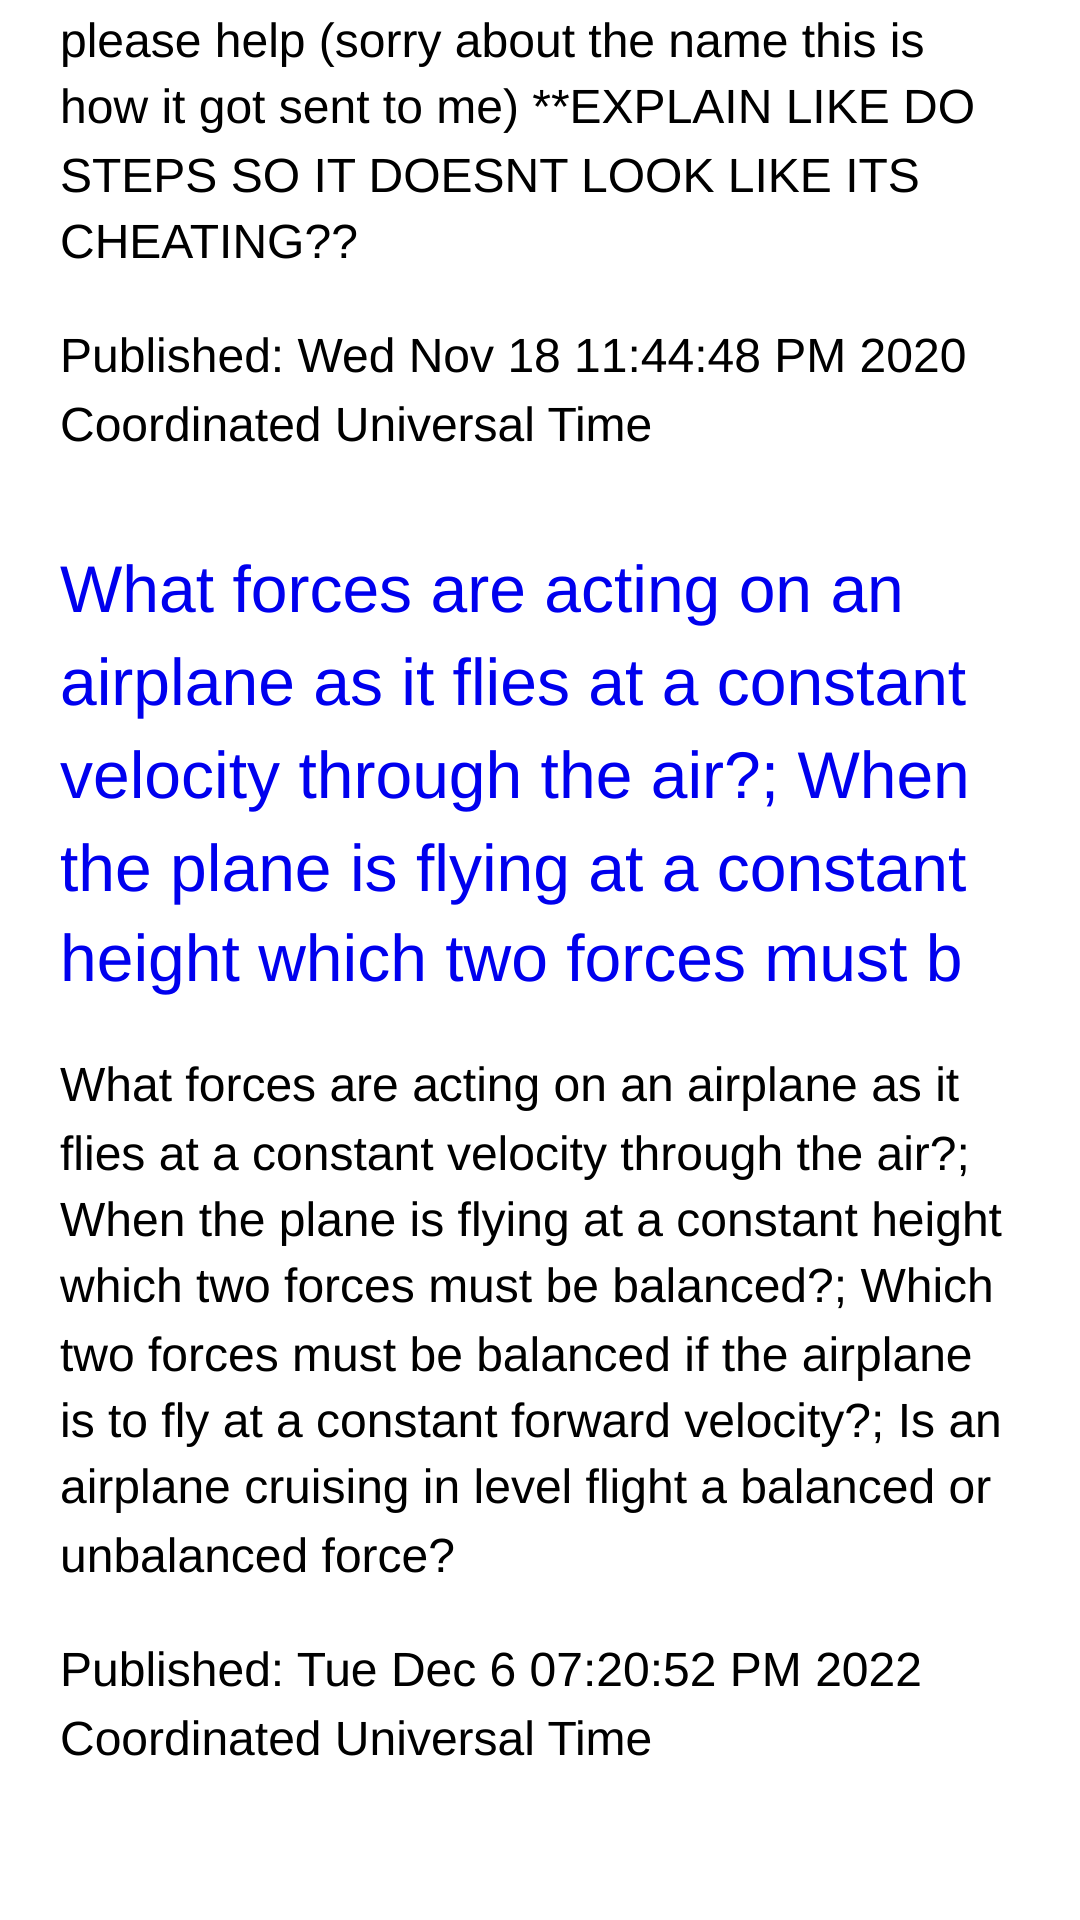 please help (sorry about the name this is
how it got sent to me) **EXPLAIN LIKE DO
STEPS SO IT DOESNT LOOK LIKE ITS
CHEATING??
Published: Wed Nov 18 11:44:48 PM 2020
Coordinated Universal Time
What forces are acting on an
airplane as it flies at a constant
velocity through the air?; When
the plane is flying at a constant
height which two forces must b
What forces are acting on an airplane as it
flies at a constant velocity through the air?;
When the plane is flying at a constant height
which two forces must be balanced?; Which
two forces must be balanced if the airplane
is to fly at a constant forward velocity?; Is an
airplane cruising in level flight a balanced or
unbalanced force?
Published: Tue Dec 6 07:20:52 PM 2022
Coordinated Universal Time